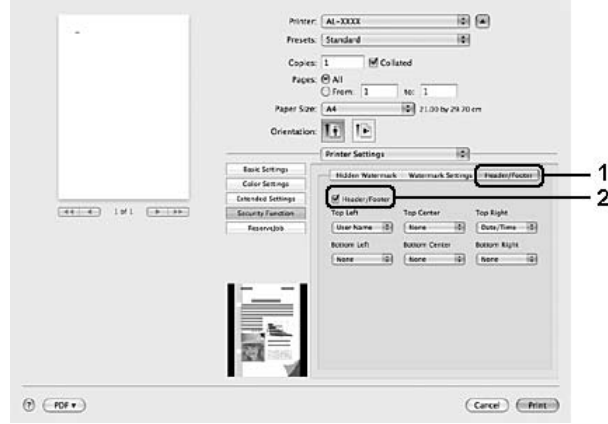 Printer: AL-XXXX
Presets: Standard
Copies: 1 Collated
Pages: All
From: 1 to: 1
Paper Size: A4 21.00 by 29.70 cm
Orientation:
Printer Settings
Basic Settings
Color Settings
Extended Settings
Security Function
ReserveJob
Hidden Watermark Watermark Settings Header/Footer 1
Header/Footer 2
Top Left Top Center Top Right
User Name None Date/Time
Bottom Left Bottom Center Bottom Right
None None None
1 of 1
? PDF Cancel Print